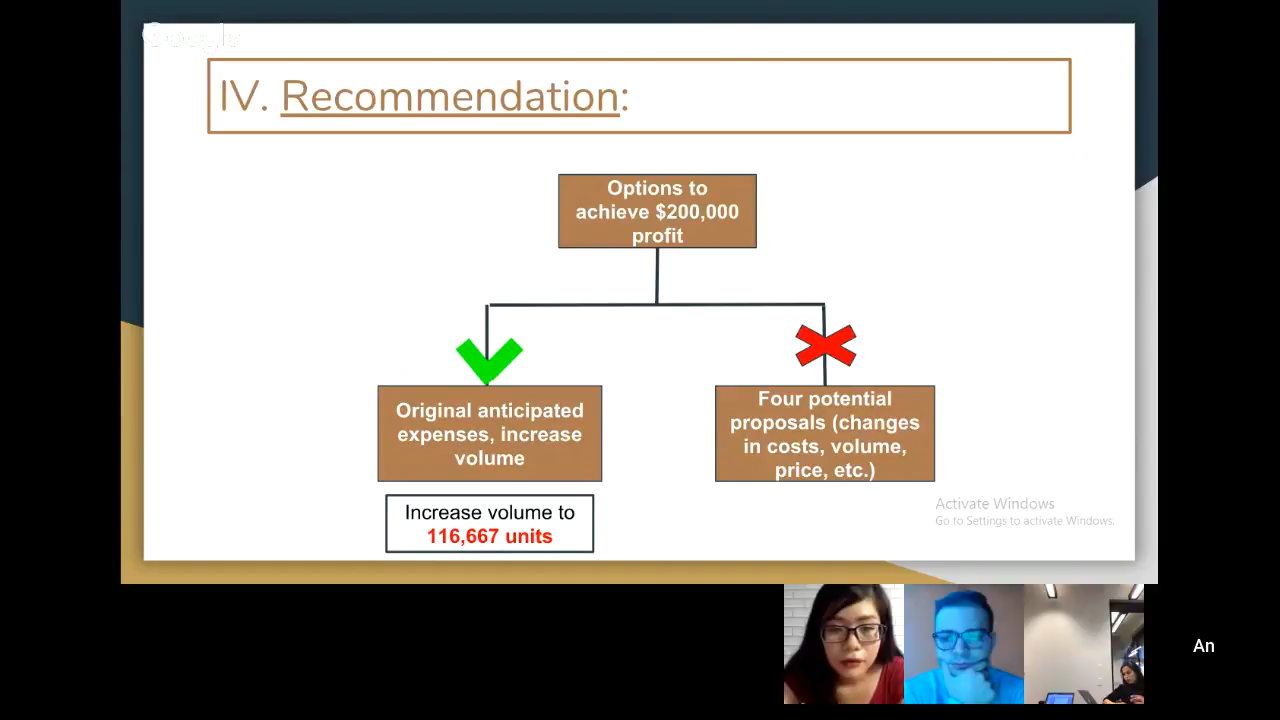 Google
IV. Recommendation:
Options to
achieve $200,000
profit
Original anticipated
expenses, increase
volume
Four potential
proposals (changes
in costs, volume,
price, etc.)
Increase volume to
116,667 units
Activate Windows
Go to Settings to activate Windows.
An